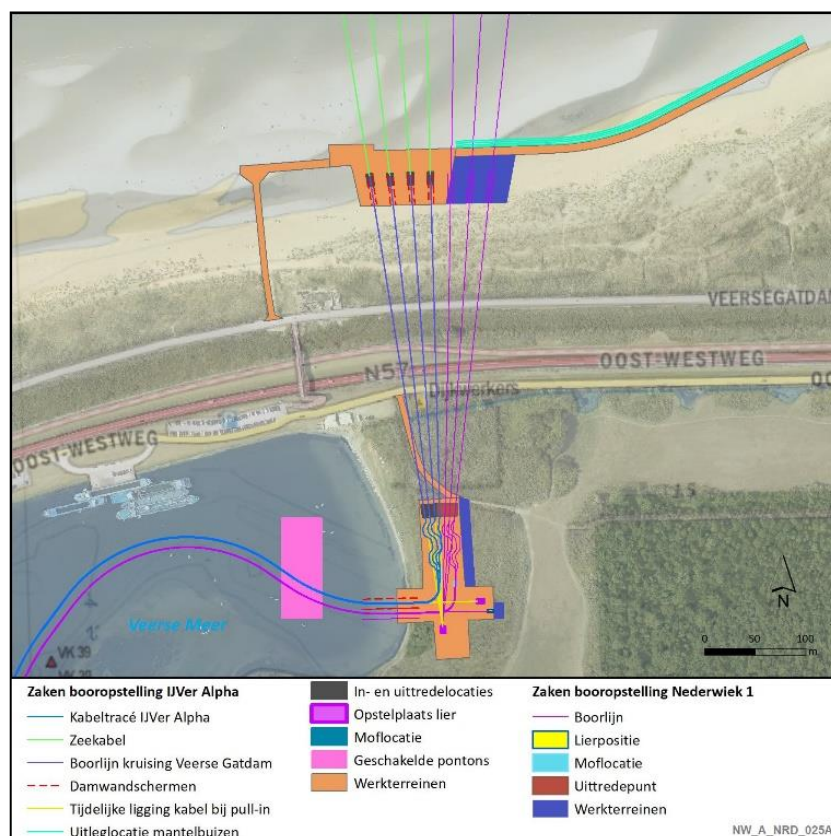 VEERSEGATDAM
N57
OOST-WESTWEG
Dijkwerkers
OOST-WESTWEG
15
Veerse Meer
VK 39
N
0 50 100
m.
Zaken booropstelling IJVer Alpha
Kabeltracé IJVer Alpha
Zeekabel
Boorlijn kruising Veerse Gatdam
Damwandschermen
Tijdelijke ligging kabel bij pull-in
Uitleglocatie mantelbuizen
In- en uittredelocaties
Opstelplaats lier
Moflocatie
Geschakelde pontons
Werkterreinen
Zaken booropstelling Nederwiek 1
Boorlijn
Lierpositie
Moflocatie
Uittredepunt
Werkterreinen
NW_A_NRD_025A